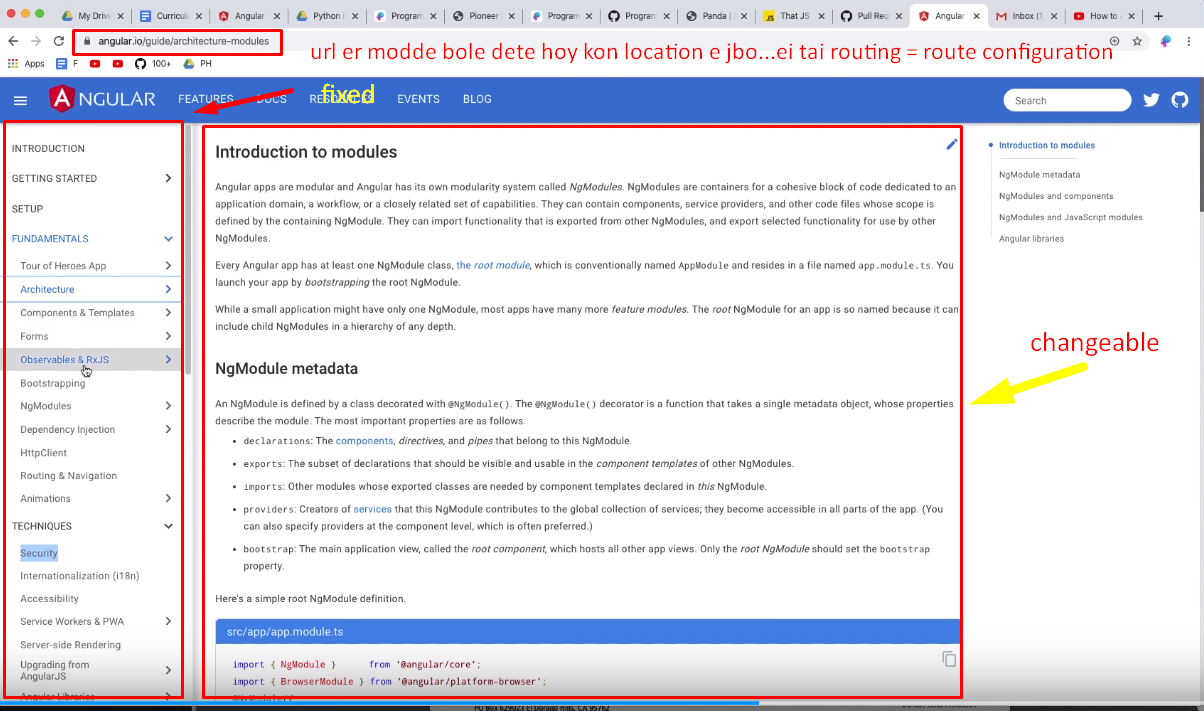 My Drive
Curricula
Angular
Python i
Program
Pioneer
Program
Program
Panda |
That JS
Pull Req
Angular
Inbox (1
How to
angular.io/guide/architecture-modules
url er modde bole dete hoy kon location e jbo...ei tai routing = route configuration
Apps
F
100+
PH
fixed
ANGULAR
FEATURES
DOCS
EVENTS
BLOG
Search
INTRODUCTION
GETTING STARTED
SETUP
FUNDAMENTALS
Tour of Heroes App
Architecture
Components & Templates
Forms
Observables & RxJS
Bootstrapping
NgModules
Dependency Injection
HttpClient
Routing & Navigation
Animations
TECHNIQUES
Security
Internationalization (i18n)
Accessibility
Service Workers & PWA
Server-side Rendering
Upgrading from
AngularJS
Angular Libraries
Introduction to modules
Angular apps are modular and Angular has its own modularity system called NgModules. NgModules are containers for a cohesive block of code dedicated to an
application domain, a workflow, or a closely related set of capabilities. They can contain components, service providers, and other code files whose scope is
defined by the containing NgModule. They can import functionality that is exported from other NgModules, and export selected functionality for use by other
NgModules.
Every Angular app has at least one NgModule class, the root module, which is conventionally named AppModule and resides in a file named app.module.ts. You
launch your app by bootstrapping the root NgModule.
While a small application might have only one NgModule, most apps have many more feature modules. The root NgModule for an app is so named because it can
include child NgModules in a hierarchy of any depth.
NgModule metadata
An NgModule is defined by a class decorated with @NgModule(). The @NgModule() decorator is a function that takes a single metadata object, whose properties
describe the module. The most important properties are as follows.
• declarations: The components, directives, and pipes that belong to this NgModule.
• exports: The subset of declarations that should be visible and usable in the component templates of other NgModules.
• imports: Other modules whose exported classes are needed by component templates declared in this NgModule.
• providers: Creators of services that this NgModule contributes to the global collection of services; they become accessible in all parts of the app. (You
can also specify providers at the component level, which is often preferred.)
• bootstrap: The main application view, called the root component, which hosts all other app views. Only the root NgModule should set the bootstrap
property.
Here's a simple root NgModule definition.
src/app/app.module.ts
import { NgModule } from '@angular/core';
import { BrowserModule } from '@angular/platform-browser';
Introduction to modules
NgModule metadata
NgModules and components
NgModules and JavaScript modules
Angular libraries
changeable